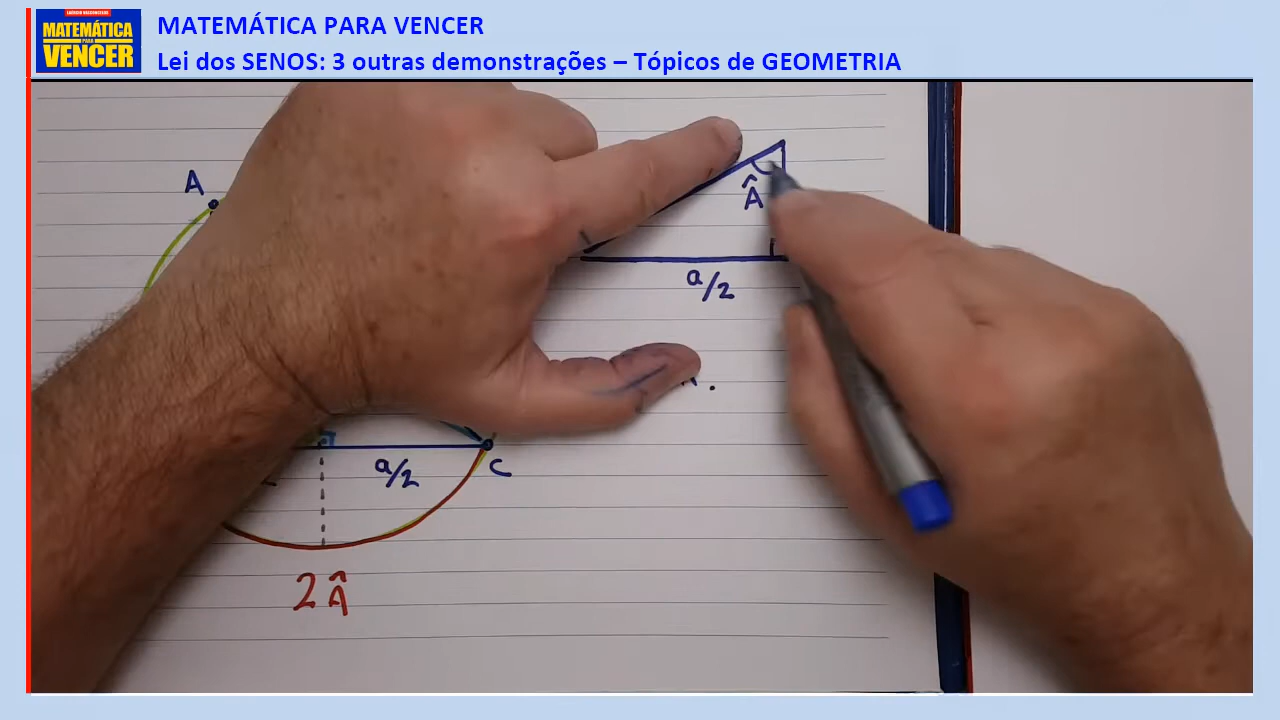 MATEMÁTICA
PARA
VENCER
MATEMÁTICA PARA VENCER
Lei dos SENOS: 3 outras demonstrações – Tópicos de GEOMETRIA
A
Â
a/2
a/2
C
2Â